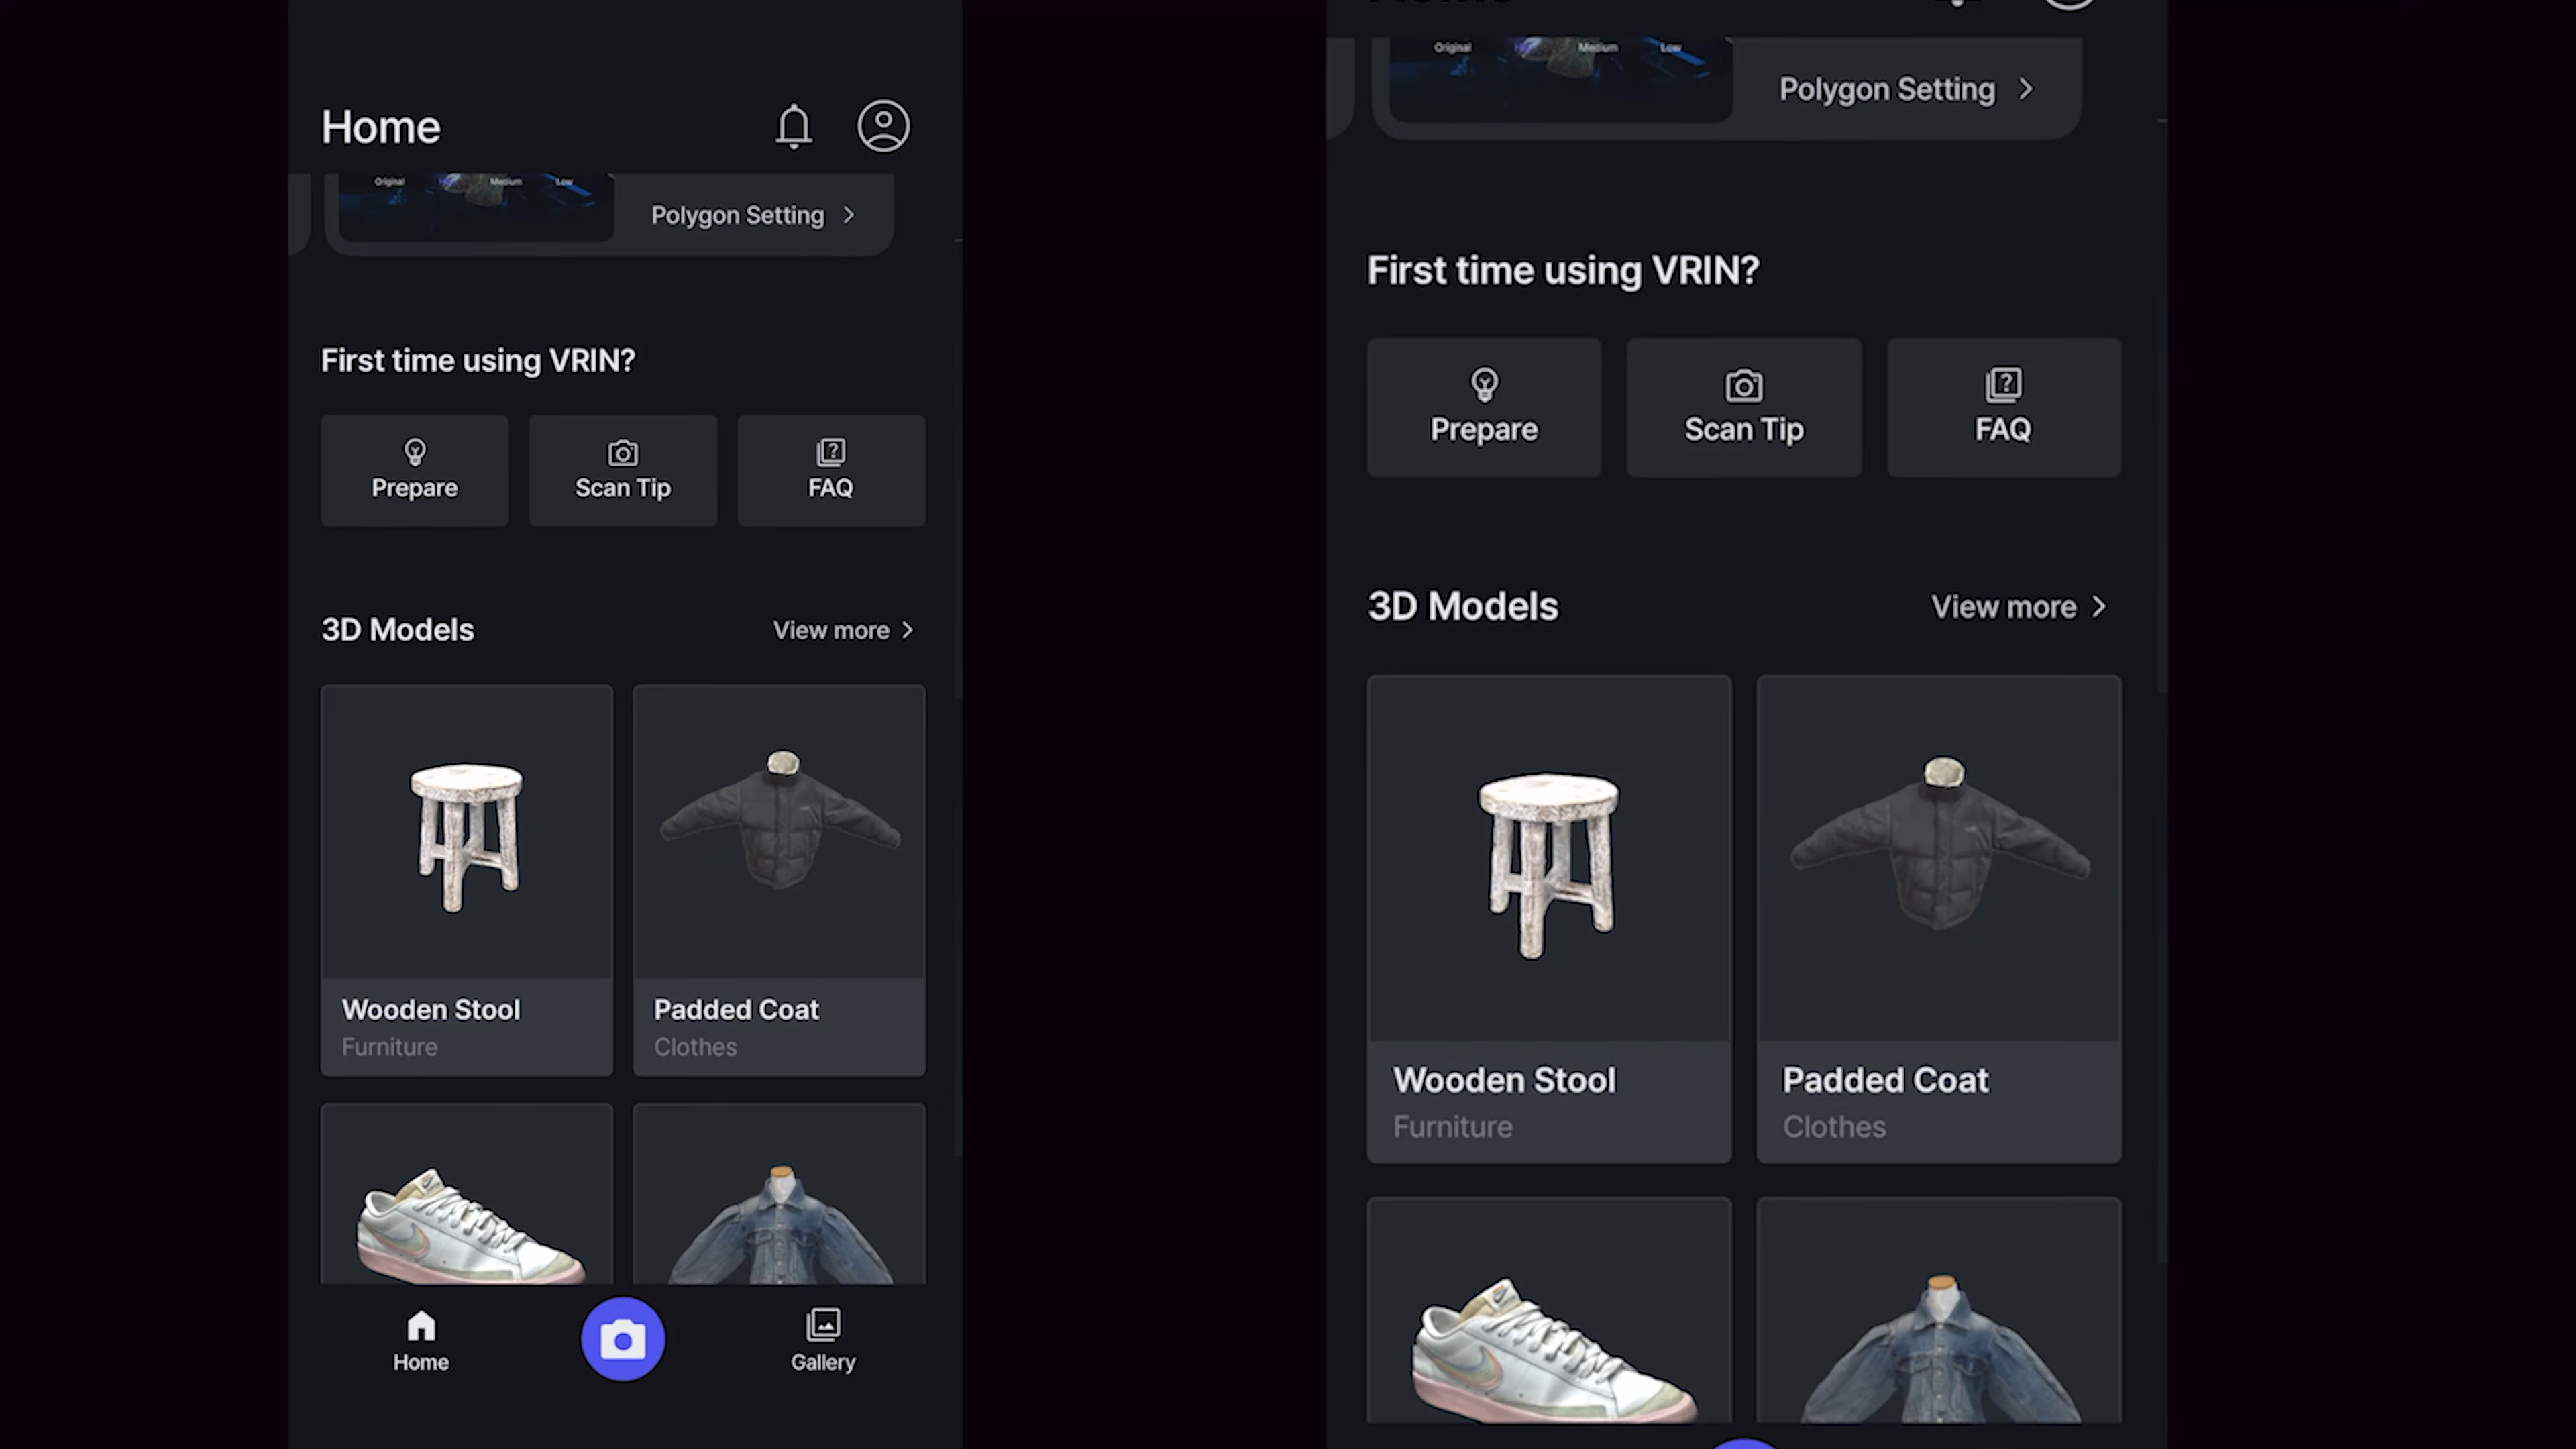 Home
Original Medium Low
Polygon Setting
First time using VRIN?
Prepare Scan Tip FAQ
3D Models View more
Wooden Stool Padded Coat
Furniture Clothes
Home Gallery
Original Medium Low
Polygon Setting
First time using VRIN?
Prepare Scan Tip FAQ
3D Models View more
Wooden Stool Padded Coat
Furniture Clothes